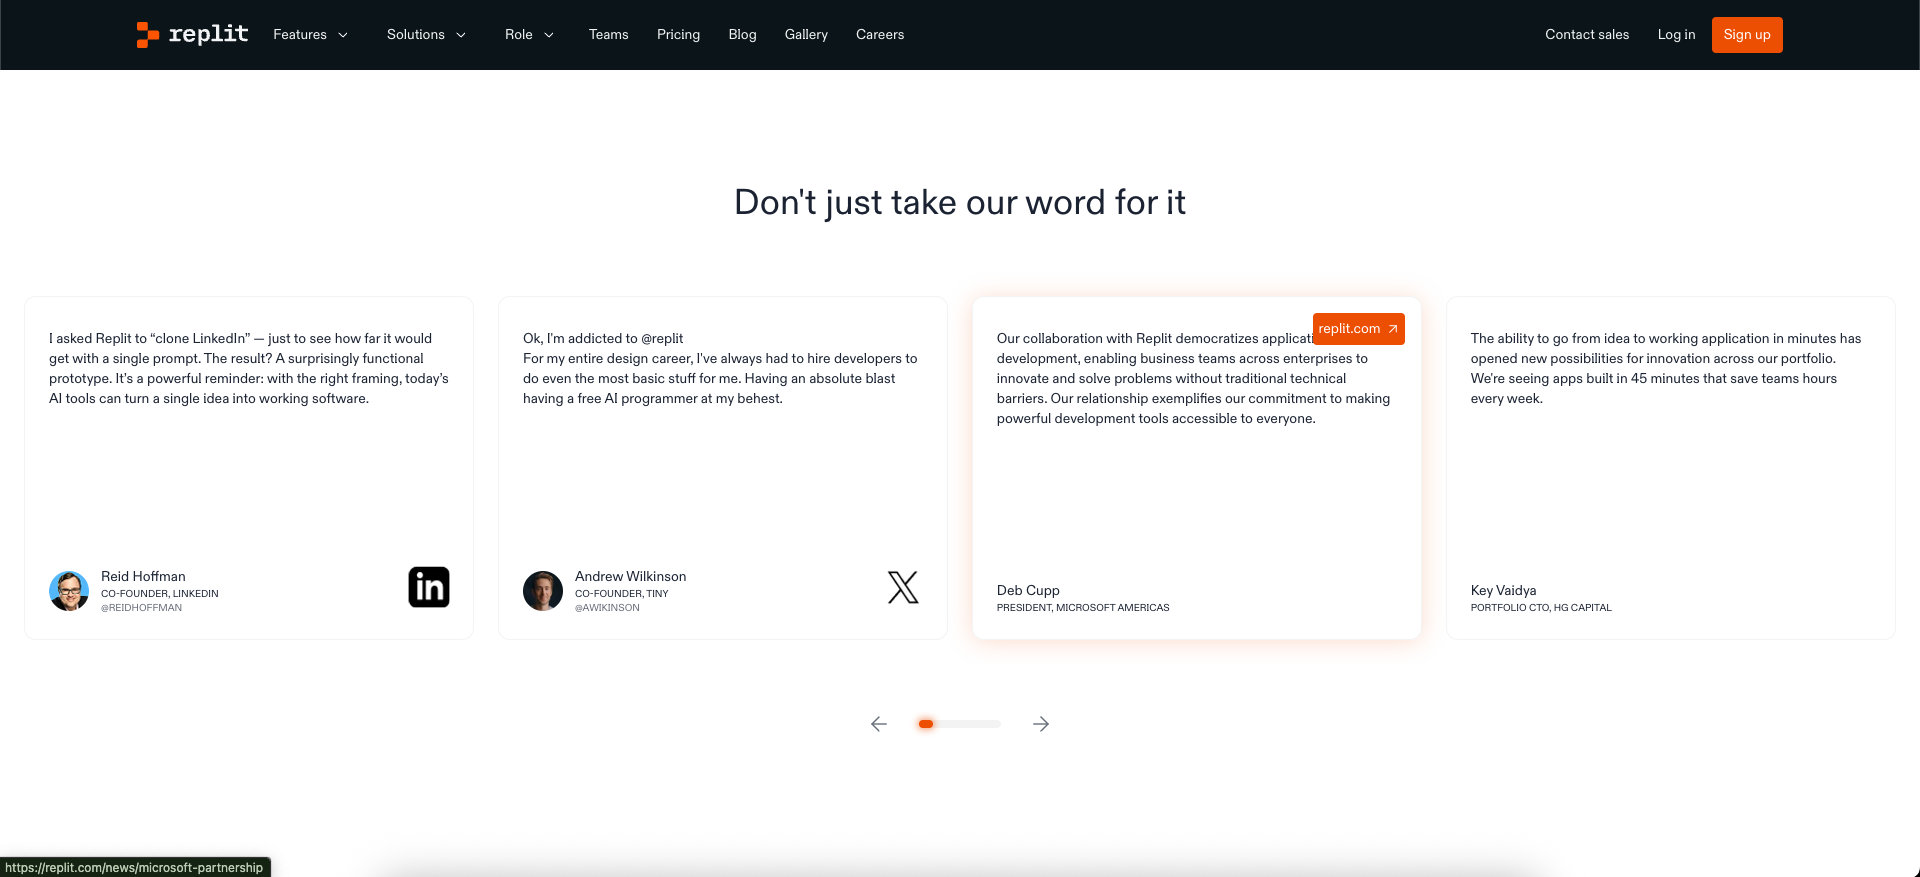 replit
Features
Solutions
Role
Teams
Pricing
Blog
Gallery
Careers
Contact sales
Log in
Sign up
Don't just take our word for it
I asked Replit to “clone LinkedIn” — just to see how far it would
get with a single prompt. The result? A surprisingly functional
prototype. It’s a powerful reminder: with the right framing, today’s
AI tools can turn a single idea into working software.
Reid Hoffman
CO-FOUNDER, LINKEDIN
@REIDHOFFMAN
in
Ok, I'm addicted to @replit
For my entire design career, I've always had to hire developers to
do even the most basic stuff for me. Having an absolute blast
having a free AI programmer at my behest.
Andrew Wilkinson
CO-FOUNDER, TINY
@AWIKINSON
replit.com
Our collaboration with Replit democratizes applicati
development, enabling business teams across enterprises to
innovate and solve problems without traditional technical
barriers. Our relationship exemplifies our commitment to making
powerful development tools accessible to everyone.
Deb Cupp
PRESIDENT, MICROSOFT AMERICAS
The ability to go from idea to working application in minutes has
opened new possibilities for innovation across our portfolio.
We're seeing apps built in 45 minutes that save teams hours
every week.
Key Vaidya
PORTFOLIO CTO, HG CAPITAL
https://replit.com/news/microsoft-partnership